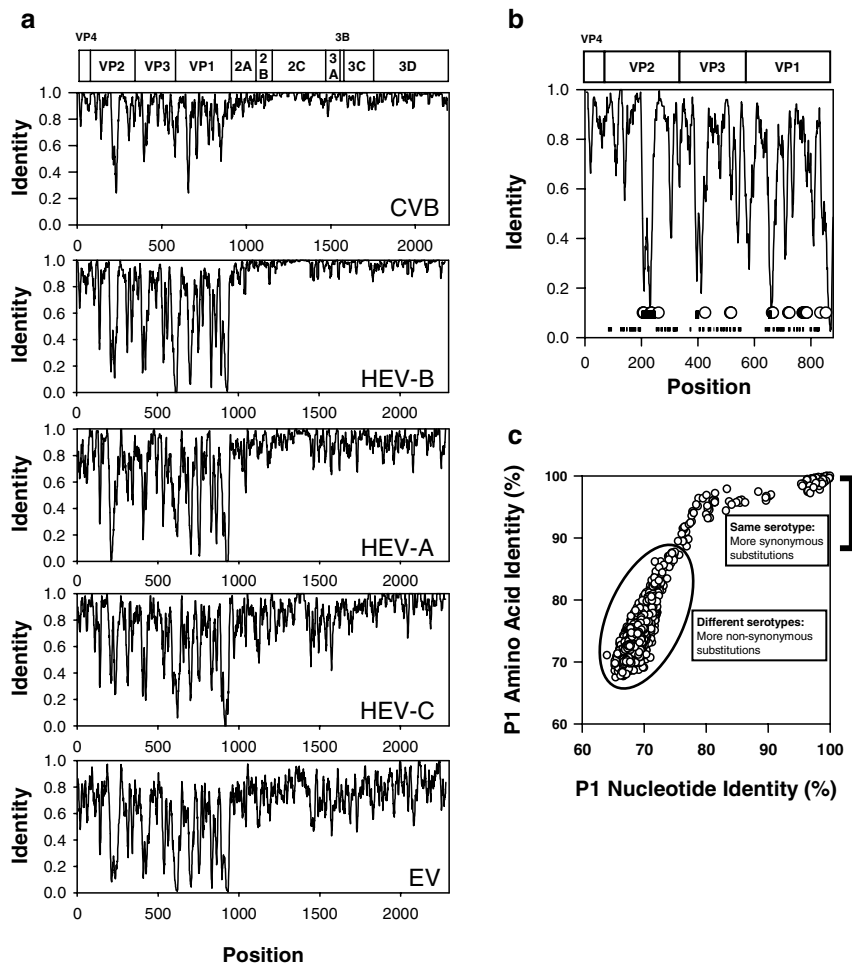 a
VP4
3B
VP2
VP3
VP1
2A
2
B
2C
3
A
3C
3D
Identity
1.0
0.8
0.6
0.4
0.2
0.0
CVB
0
500
1000
1500
2000
Identity
1.0
0.8
0.6
0.4
0.2
0.0
HEV-B
0
500
1000
1500
2000
Identity
1.0
0.8
0.6
0.4
0.2
0.0
HEV-A
0
500
1000
1500
2000
Identity
1.0
0.8
0.6
0.4
0.2
0.0
HEV-C
0
500
1000
1500
2000
Identity
1.0
0.8
0.6
0.4
0.2
0.0
EV
0
500
1000
1500
2000
Position
b
VP4
VP2
VP3
VP1
Identity
1.0
0.8
0.6
0.4
0.2
0.0
0
200
400
600
800
Position
c
P1 Amino Acid Identity (%)
100
90
80
70
60
Same serotype:
More synonymous
substitutions
Different serotypes:
More non-synonymous
substitutions
60
70
80
90
100
P1 Nucleotide Identity (%)